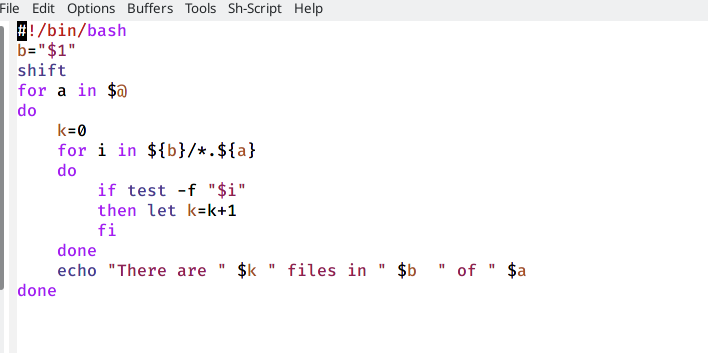 File Edit Options Buffers Tools Sh-Script Help
#!/bin/bash
b="$1"
shift
for a in $@
do
    k=0
    for i in ${b}/*.${a}
    do
        if test -f "$i"
        then let k=k+1
        fi
    done
    echo "There are " $k " files in " $b  " of " $a
done